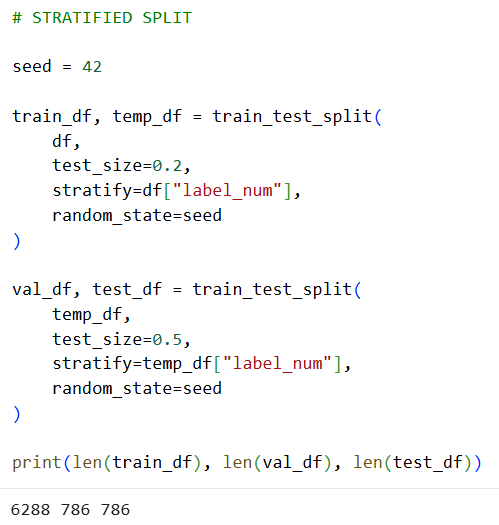 # STRATIFIED SPLIT

seed = 42

train_df, temp_df = train_test_split(
    df,
    test_size=0.2,
    stratify=df["label_num"],
    random_state=seed
)

val_df, test_df = train_test_split(
    temp_df,
    test_size=0.5,
    stratify=temp_df["label_num"],
    random_state=seed
)

print(len(train_df), len(val_df), len(test_df))
6288 786 786